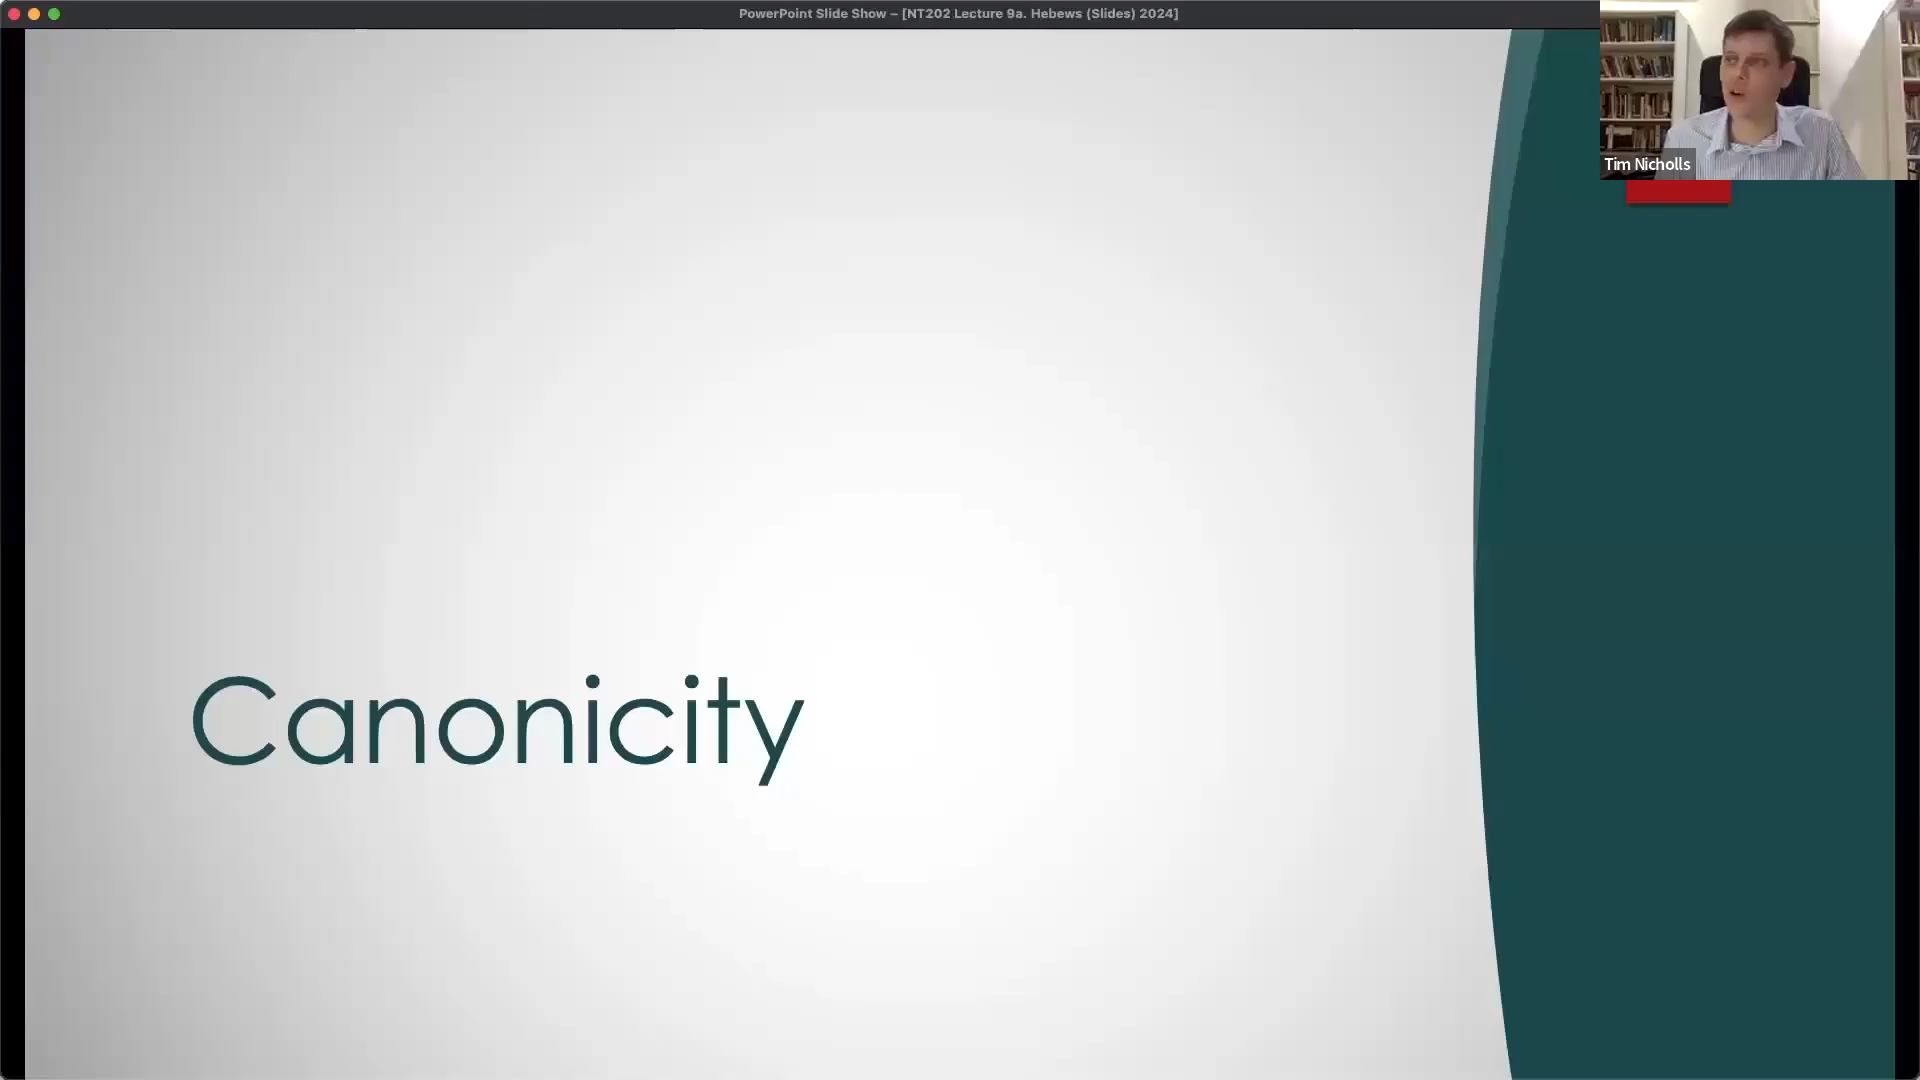 PowerPoint Slide Show – [NT202 Lecture 9a. Hebews (Slides) 2024]
Tim Nicholls
Canonicity